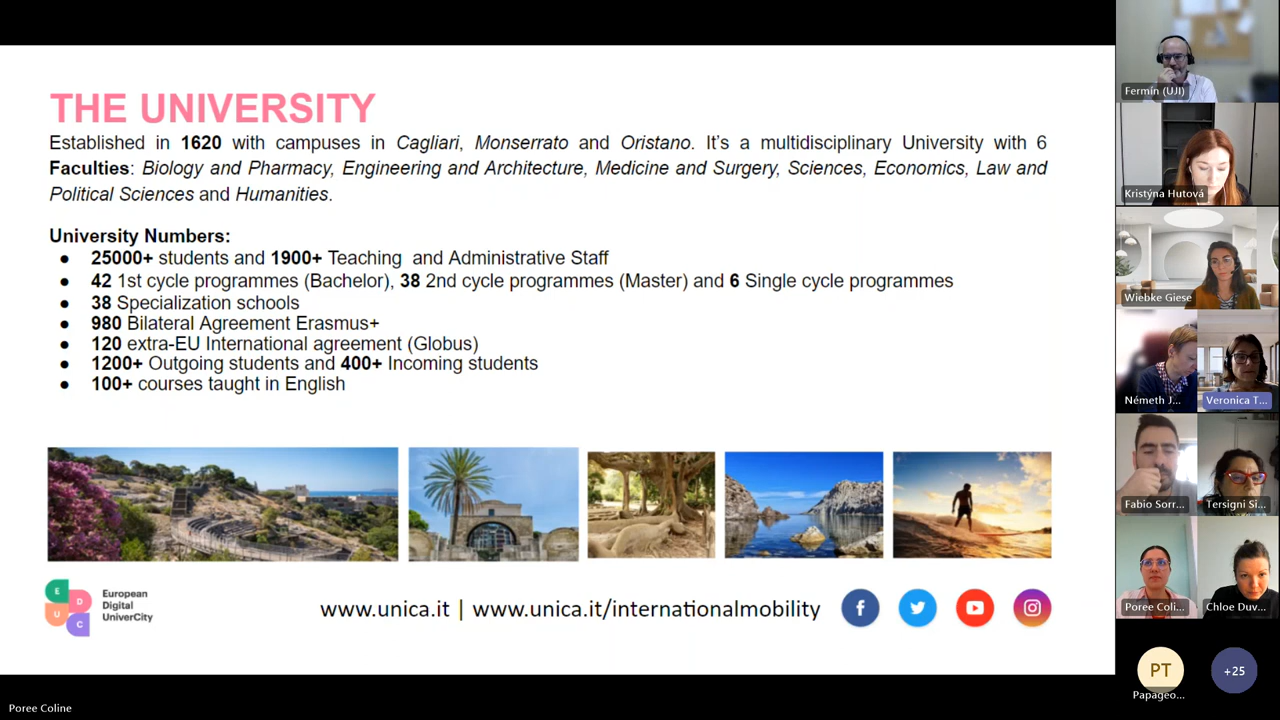 THE UNIVERSITY
Established in 1620 with campuses in Cagliari, Monserrato and Oristano. It's a multidisciplinary University with 6
Faculties: Biology and Pharmacy, Engineering and Architecture, Medicine and Surgery, Sciences, Economics, Law and
Political Sciences and Humanities.
University Numbers:
● 25000+ students and 1900+ Teaching and Administrative Staff
● 42 1st cycle programmes (Bachelor), 38 2nd cycle programmes (Master) and 6 Single cycle programmes
● 38 Specialization schools
● 980 Bilateral Agreement Erasmus+
● 120 extra-EU International agreement (Globus)
● 1200+ Outgoing students and 400+ Incoming students
● 100+ courses taught in English
E
D
U
C
European
Digital
UniverCity
www.unica.it | www.unica.it/internationalmobility
Fermín (UJI)
Kristýna Hutová
Wiebke Giese
Németh J...
Veronica T...
Fabio Sorr...
Tersigni Si...
Poree Coli...
Chloe Duv...
PT
Papageo...
+25
Poree Coline